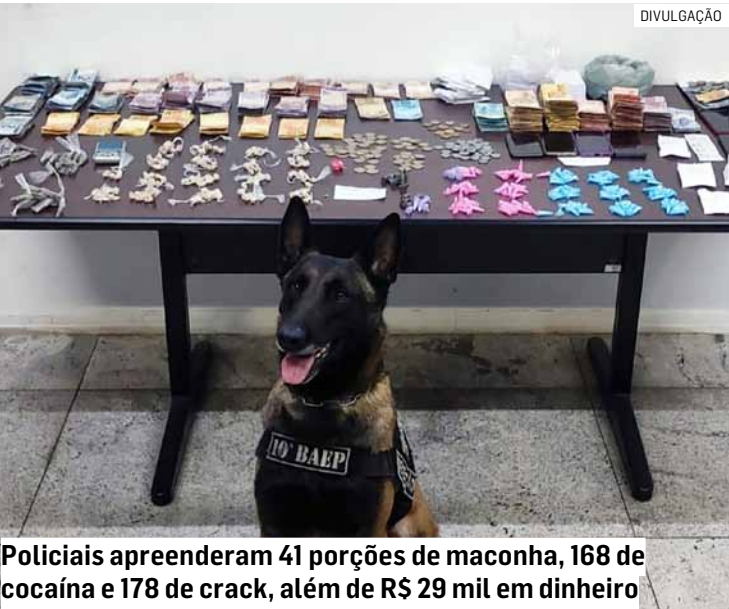 DIVULGAÇÃO
10º BAEP
Policiais apreenderam 41 porções de maconha, 168 de
cocaína e 178 de crack, além de R$ 29 mil em dinheiro